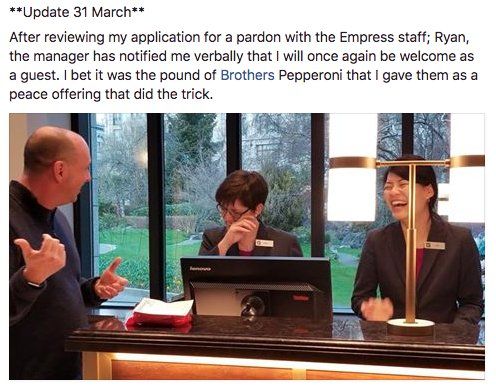 **Update 31 March**
After reviewing my application for a pardon with the Empress staff; Ryan,
the manager has notified me verbally that I will once again be welcome as
a guest. I bet it was the pound of Brothers Pepperoni that I gave them as a
peace offering that did the trick.
lenovo